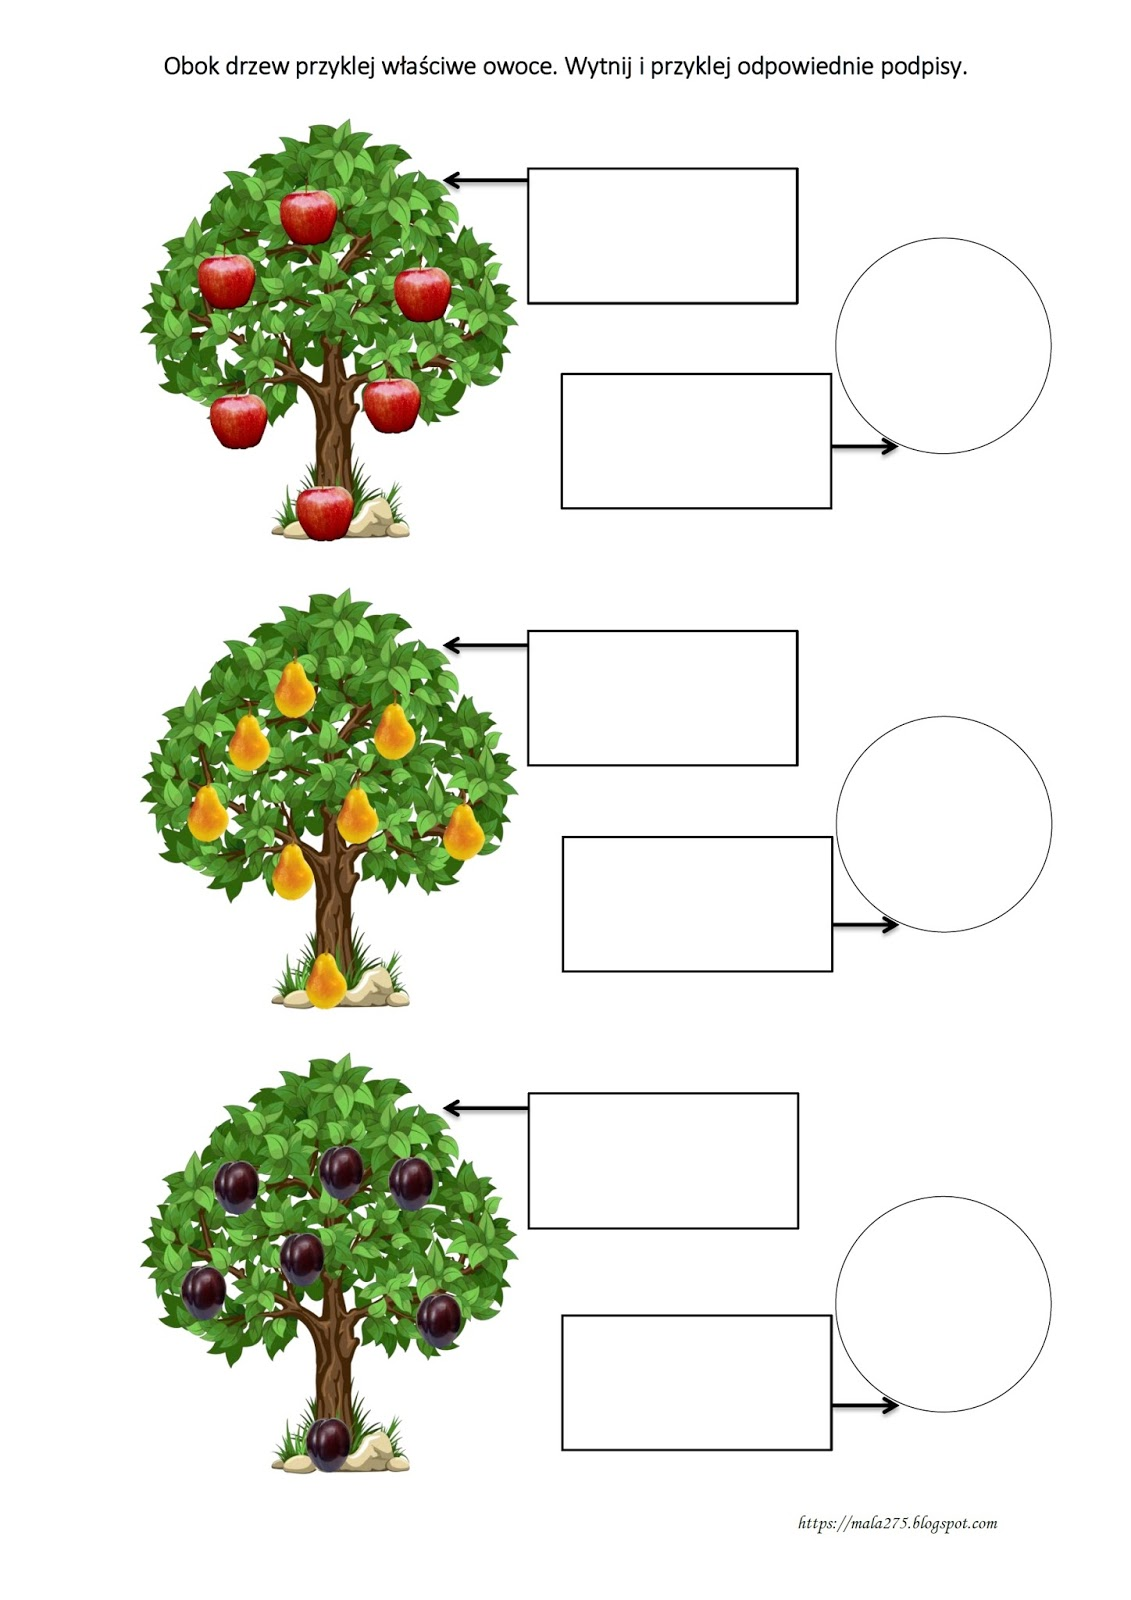 Obok drzew przyklej właściwe owoce. Wytnij i przyklej odpowiednie podpisy.
https://mala275.blogspot.com